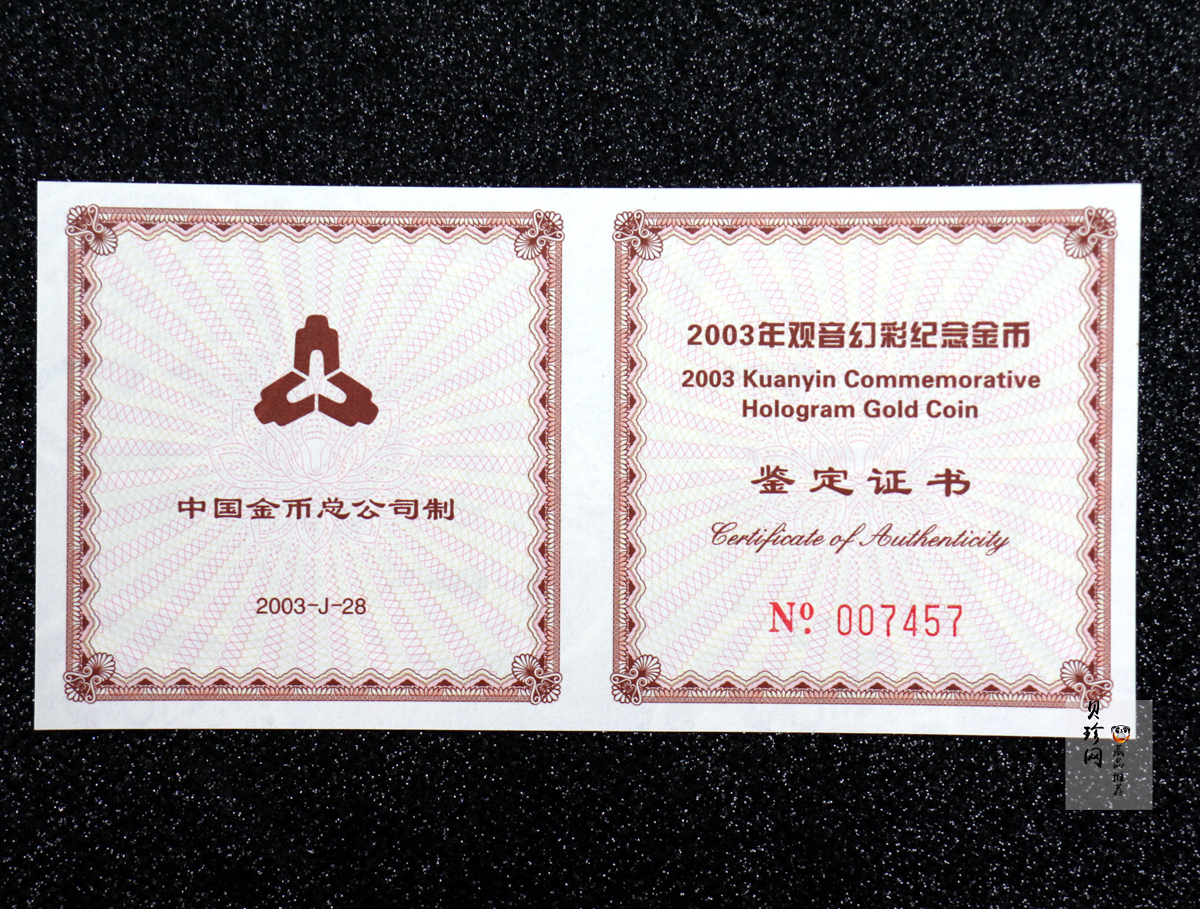 中国金币总公司制
2003-J-28
2003年观音幻彩纪念金币
2003 Kuanyin Commemorative
Hologram Gold Coin
鉴定证书
Certificate of Authenticity
Nº 007457
贝珍网